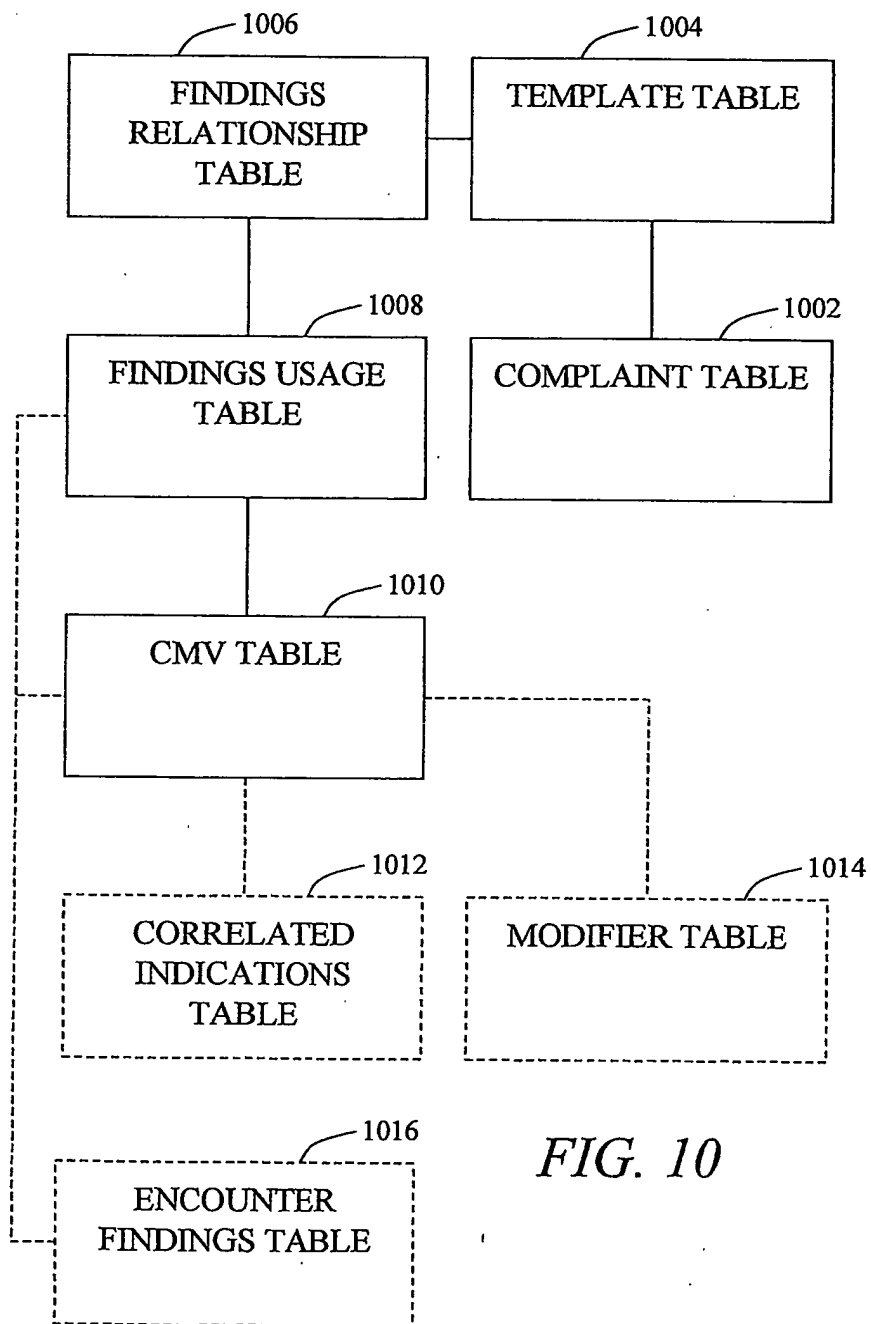 1006
FINDINGS
RELATIONSHIP
TABLE
1004
TEMPLATE TABLE
1008
FINDINGS USAGE
TABLE
1002
COMPLAINT TABLE
1010
CMV TABLE
1012
CORRELATED
INDICATIONS
TABLE
1014
MODIFIER TABLE
1016
ENCOUNTER
FINDINGS TABLE
FIG. 10